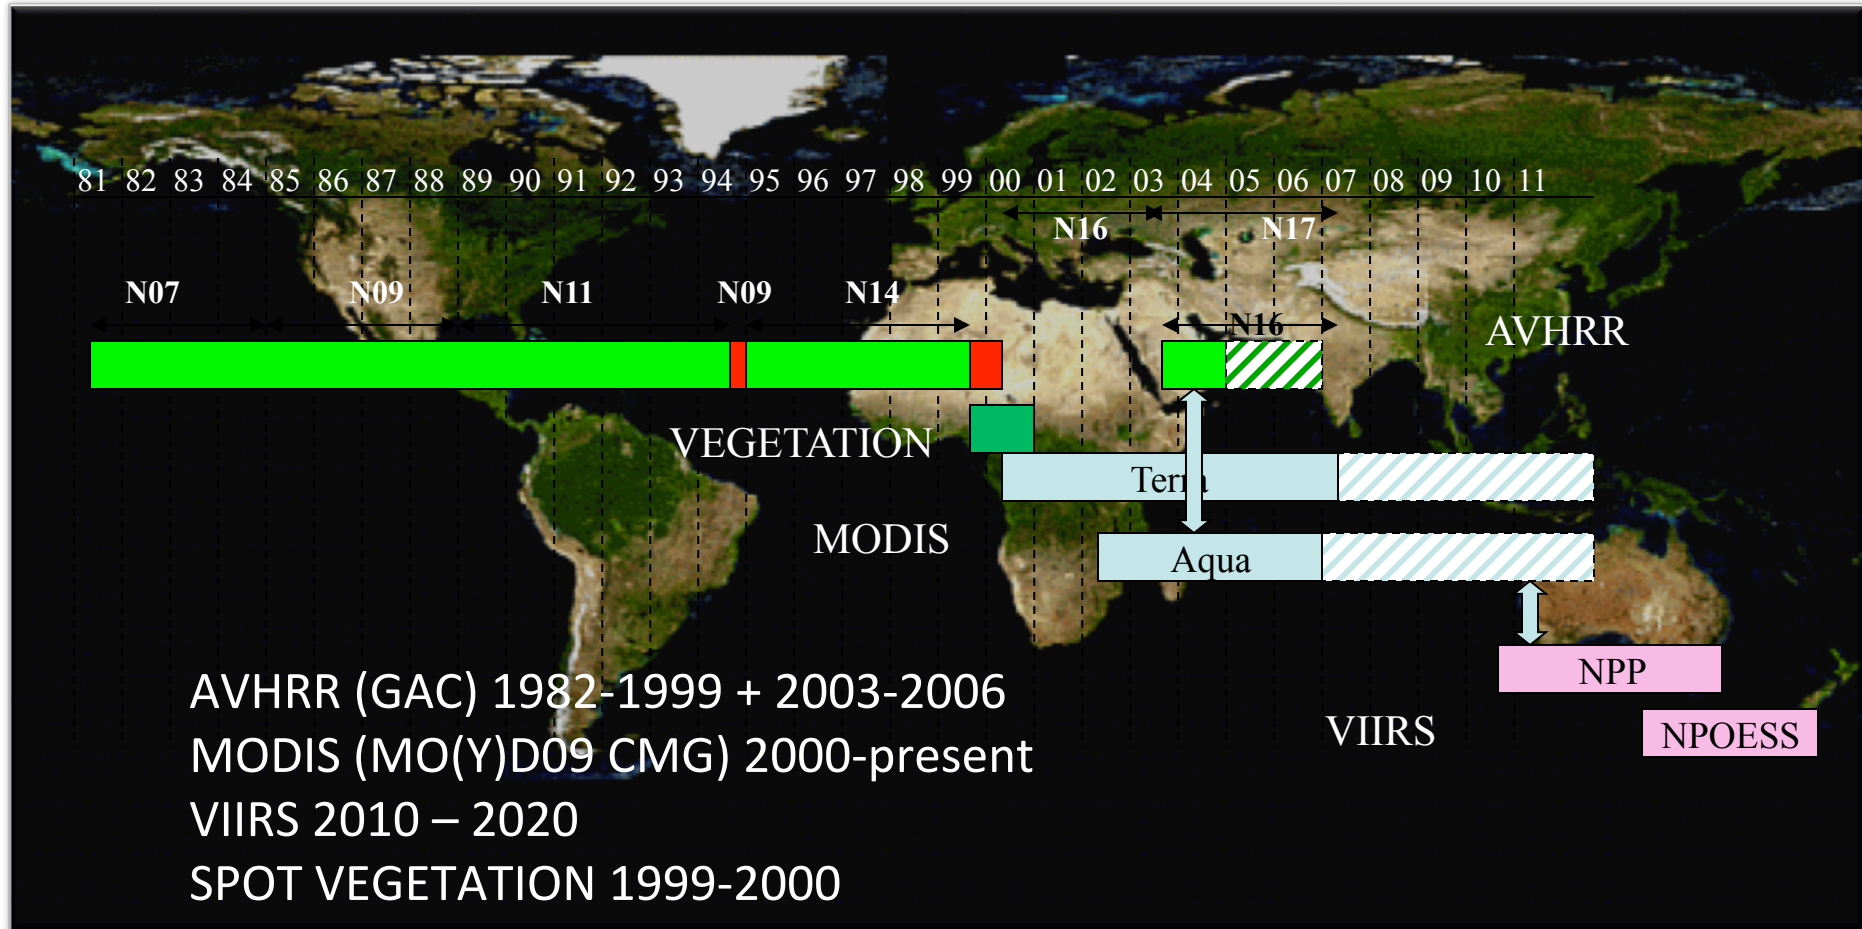 81 82 83 84 85 86 87 88 89 90 91 92 93 94 95 96 97 98 99 00 01 02 03 04 05 06 07 08 09 10 11
N16 N17
N07 N09 N11 N09 N14
N16
AVHRR
VEGETATION
Terra
MODIS
Aqua
NPP
VIIRS
NPOESS
AVHRR (GAC) 1982-1999 + 2003-2006
MODIS (MO(Y)D09 CMG) 2000-present
VIIRS 2010 – 2020
SPOT VEGETATION 1999-2000